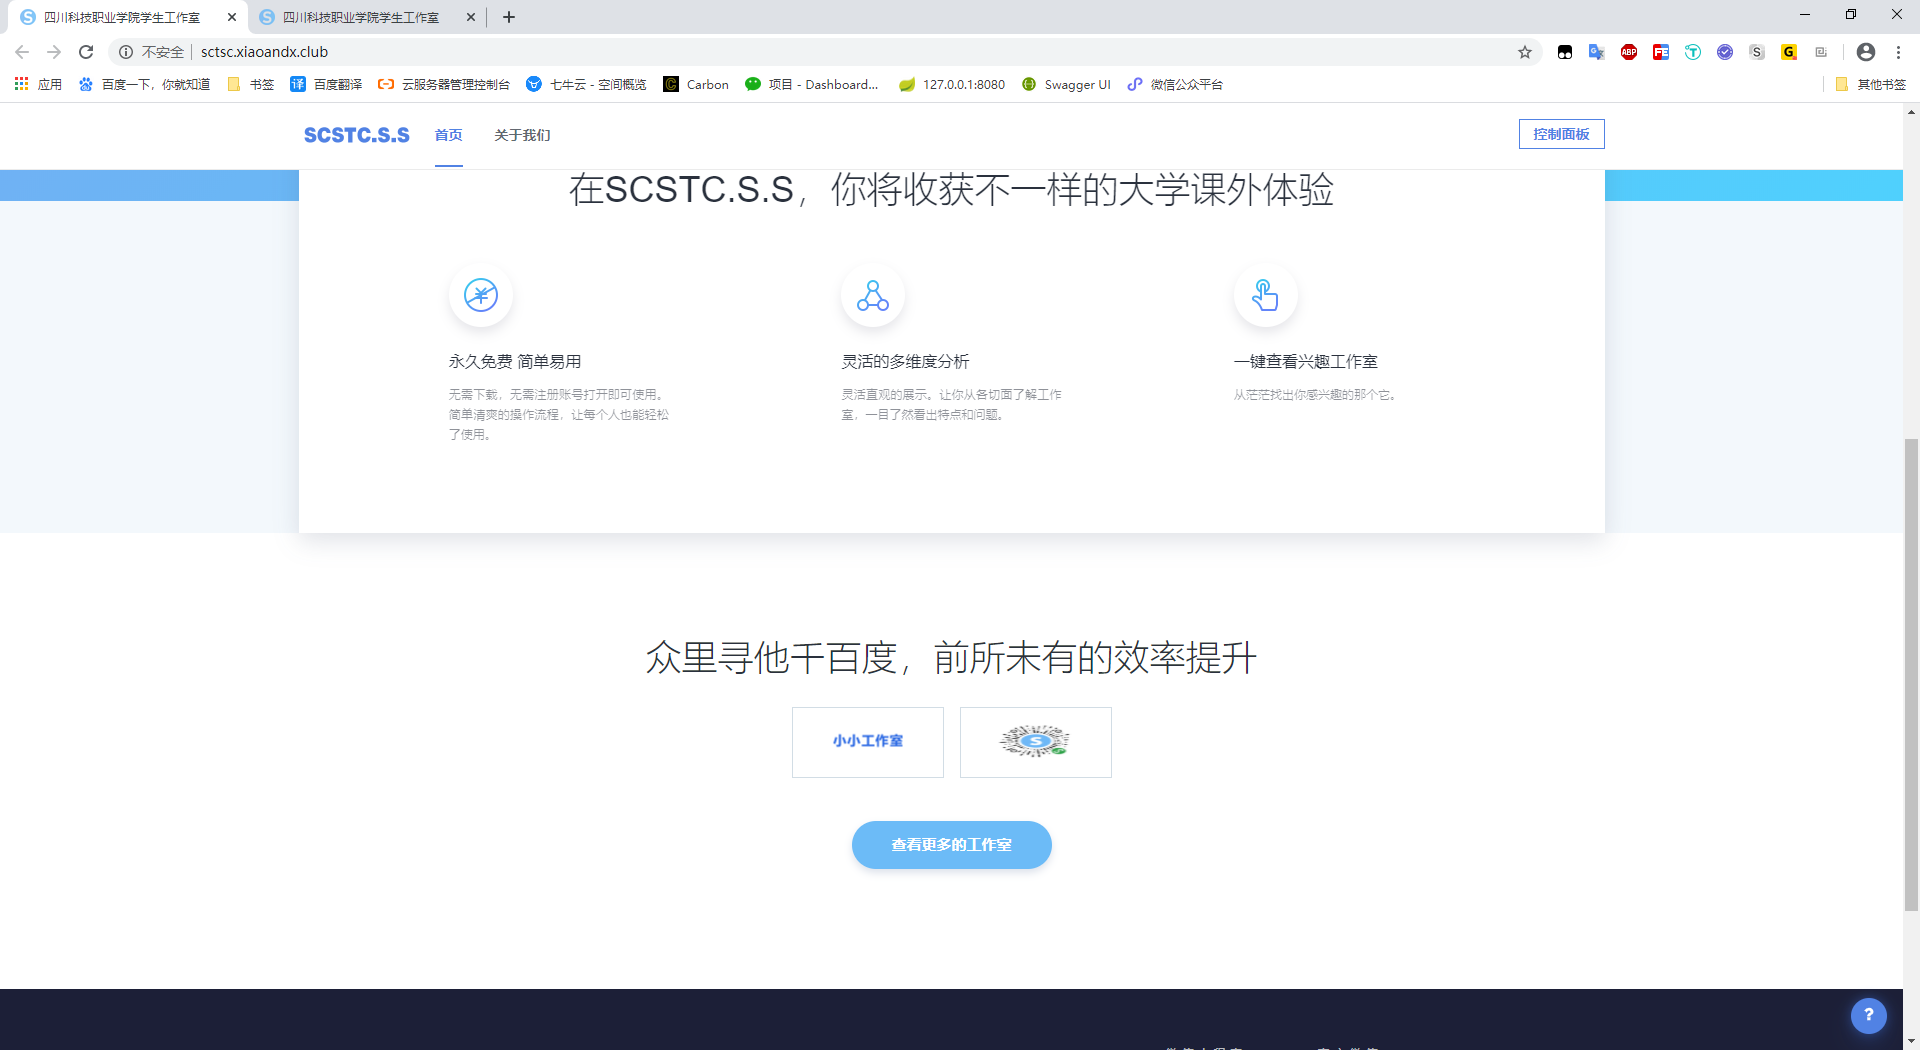 四川科技职业学院学生工作室
四川科技职业学院学生工作室
不安全
sctsc.xiaoandx.club
应用
百度一下，你就知道
书签
百度翻译
云服务器管理控制台
七牛云 - 空间概览
Carbon
项目 - Dashboard...
127.0.0.1:8080
Swagger UI
微信公众平台
其他书签
SCSTC.S.S
首页
关于我们
控制面板
在SCSTC.S.S，你将收获不一样的大学课外体验
永久免费 简单易用
无需下载，无需注册账号打开即可使用。
简单清爽的操作流程，让每个人也能轻松
了使用。
灵活的多维度分析
灵活直观的展示。让你从各切面了解工作
室，一目了然看出特点和问题。
一键查看兴趣工作室
从茫茫找出你感兴趣的那个它。
众里寻他千百度，前所未有的效率提升
小小工作室
查看更多的工作室
?